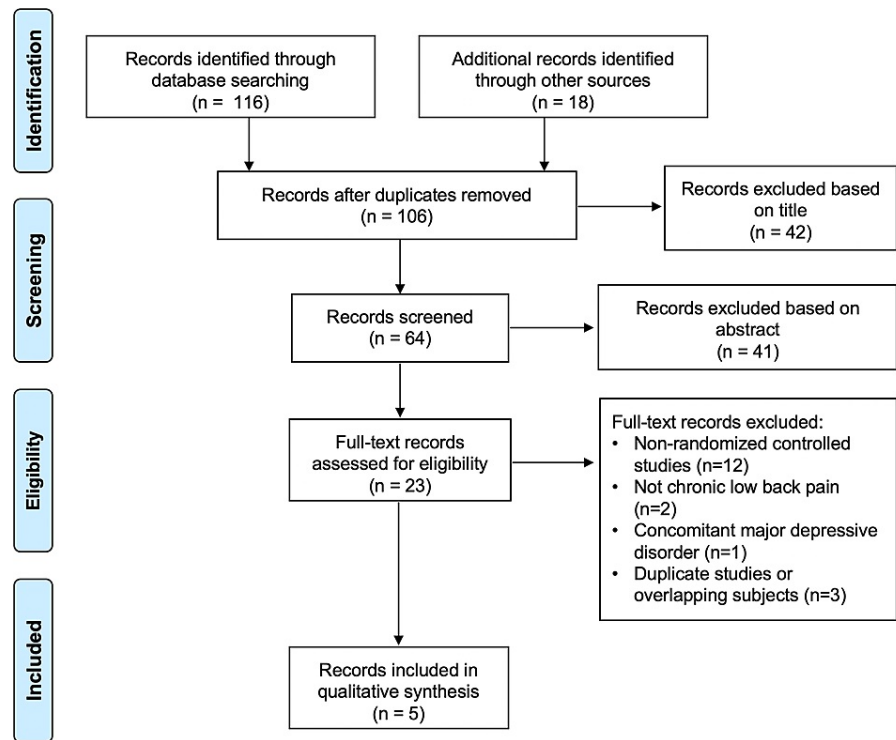 Identification
Records identified through
database searching
(n =  116)
Additional records identified
through other sources
(n = 18)
Records after duplicates removed
(n = 106)
Records excluded based
on title
(n = 42)
Screening
Records screened
(n = 64)
Records excluded based on
abstract
(n = 41)
Eligibility
Full-text records
assessed for eligibility
(n = 23)
Full-text records excluded:
• Non-randomized controlled
studies (n=12)
• Not chronic low back pain
(n=2)
• Concomitant major depressive
disorder (n=1)
• Duplicate studies or
overlapping subjects (n=3)
Included
Records included in
qualitative synthesis
(n = 5)